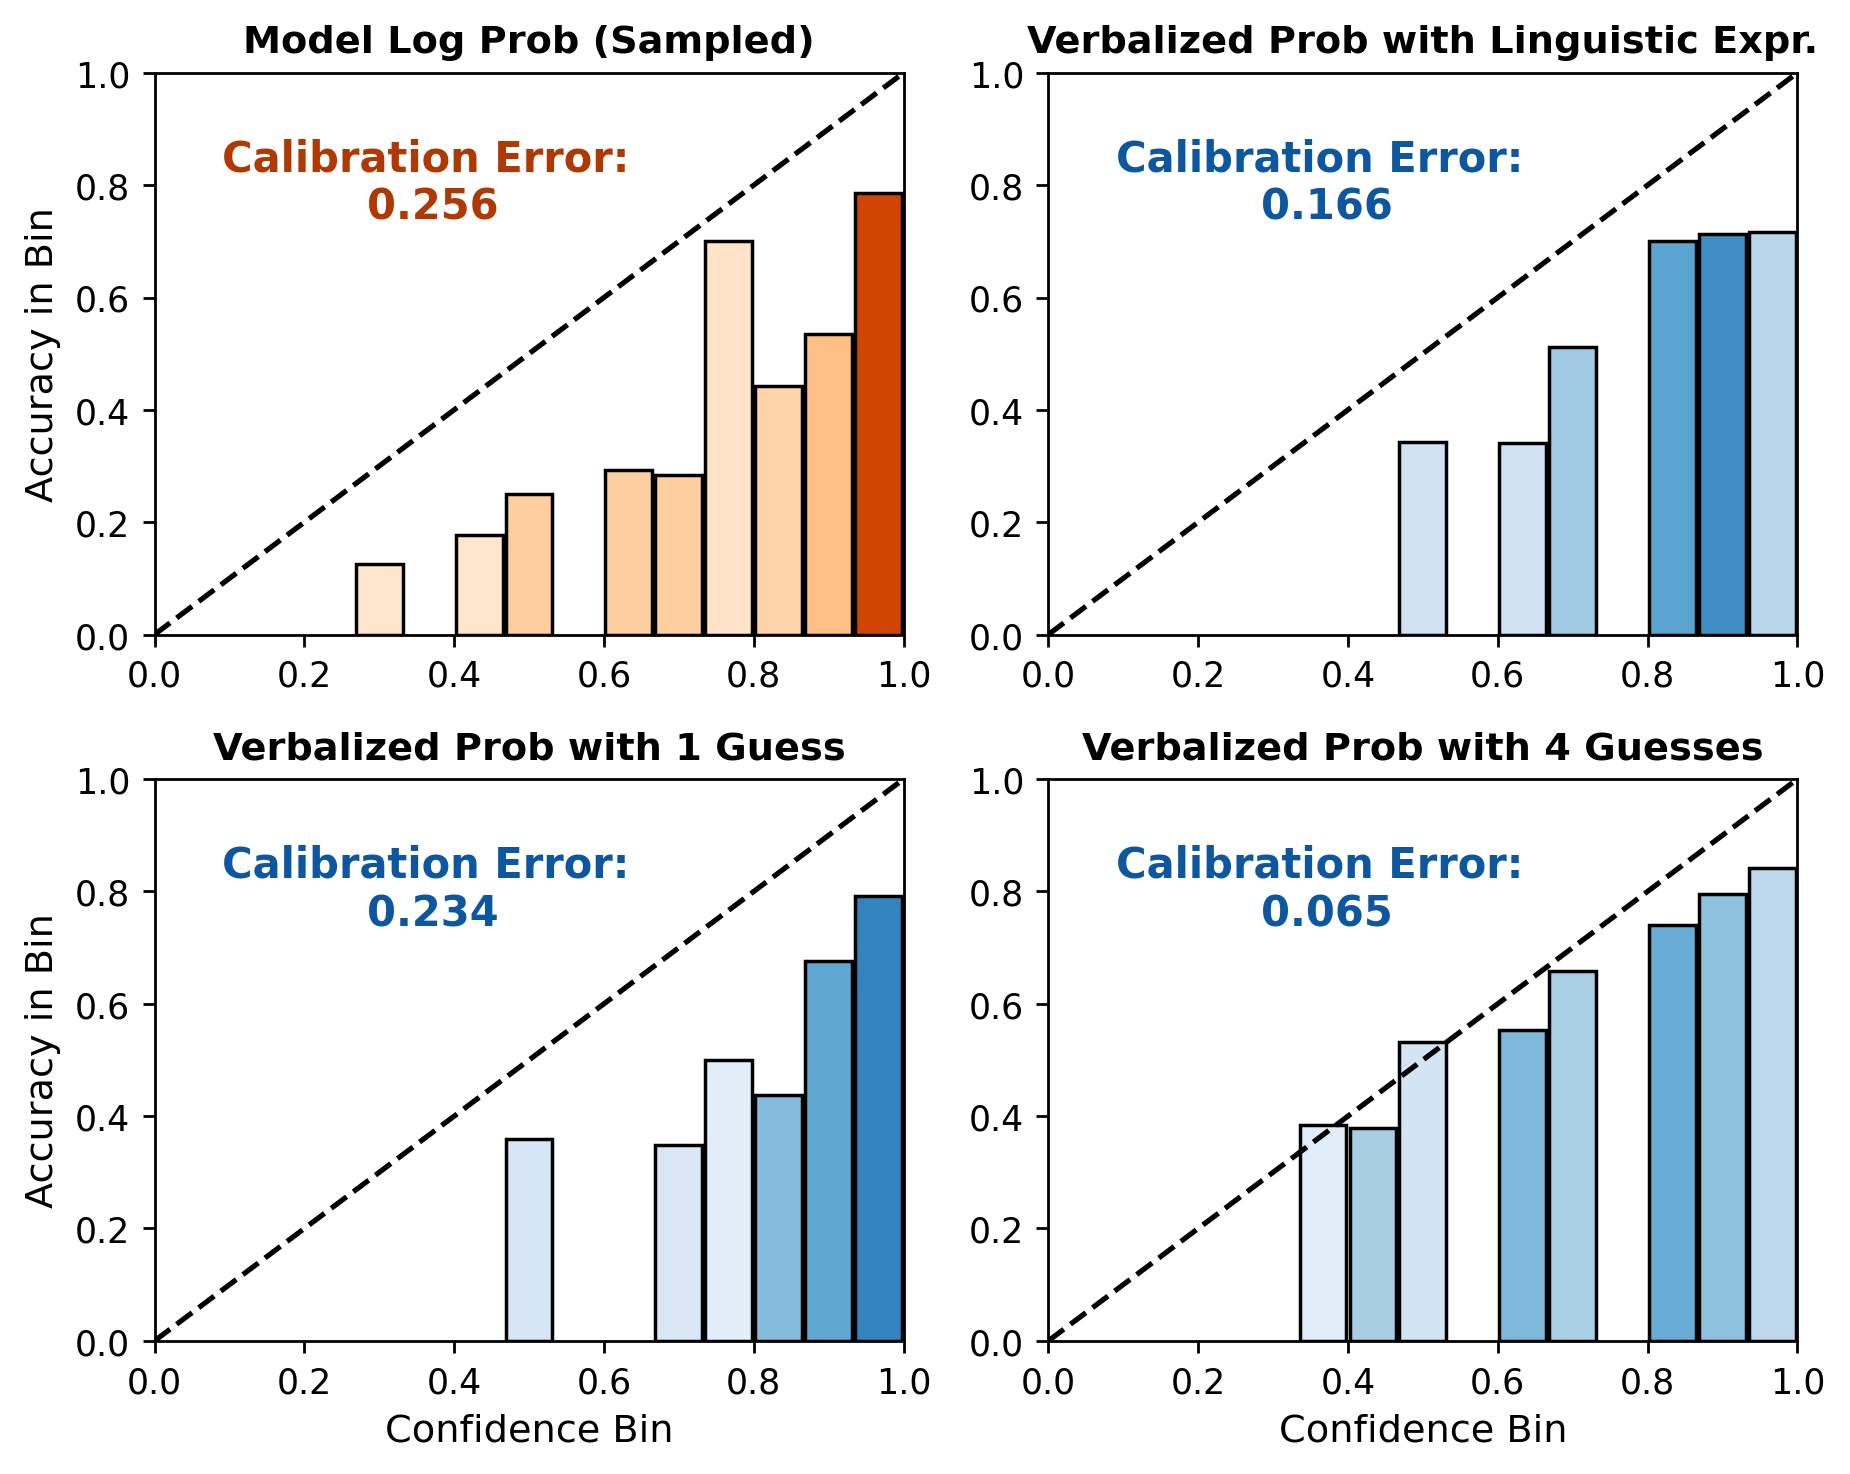 Model Log Prob (Sampled)
Calibration Error:
0.256
Accuracy in Bin
1.0
0.8
0.6
0.4
0.2
0.0
0.0 0.2 0.4 0.6 0.8 1.0
Verbalized Prob with Linguistic Expr.
Calibration Error:
0.166
1.0
0.8
0.6
0.4
0.2
0.0
0.0 0.2 0.4 0.6 0.8 1.0
Verbalized Prob with 1 Guess
Calibration Error:
0.234
Accuracy in Bin
1.0
0.8
0.6
0.4
0.2
0.0
0.0 0.2 0.4 0.6 0.8 1.0
Confidence Bin
Verbalized Prob with 4 Guesses
Calibration Error:
0.065
1.0
0.8
0.6
0.4
0.2
0.0
0.0 0.2 0.4 0.6 0.8 1.0
Confidence Bin